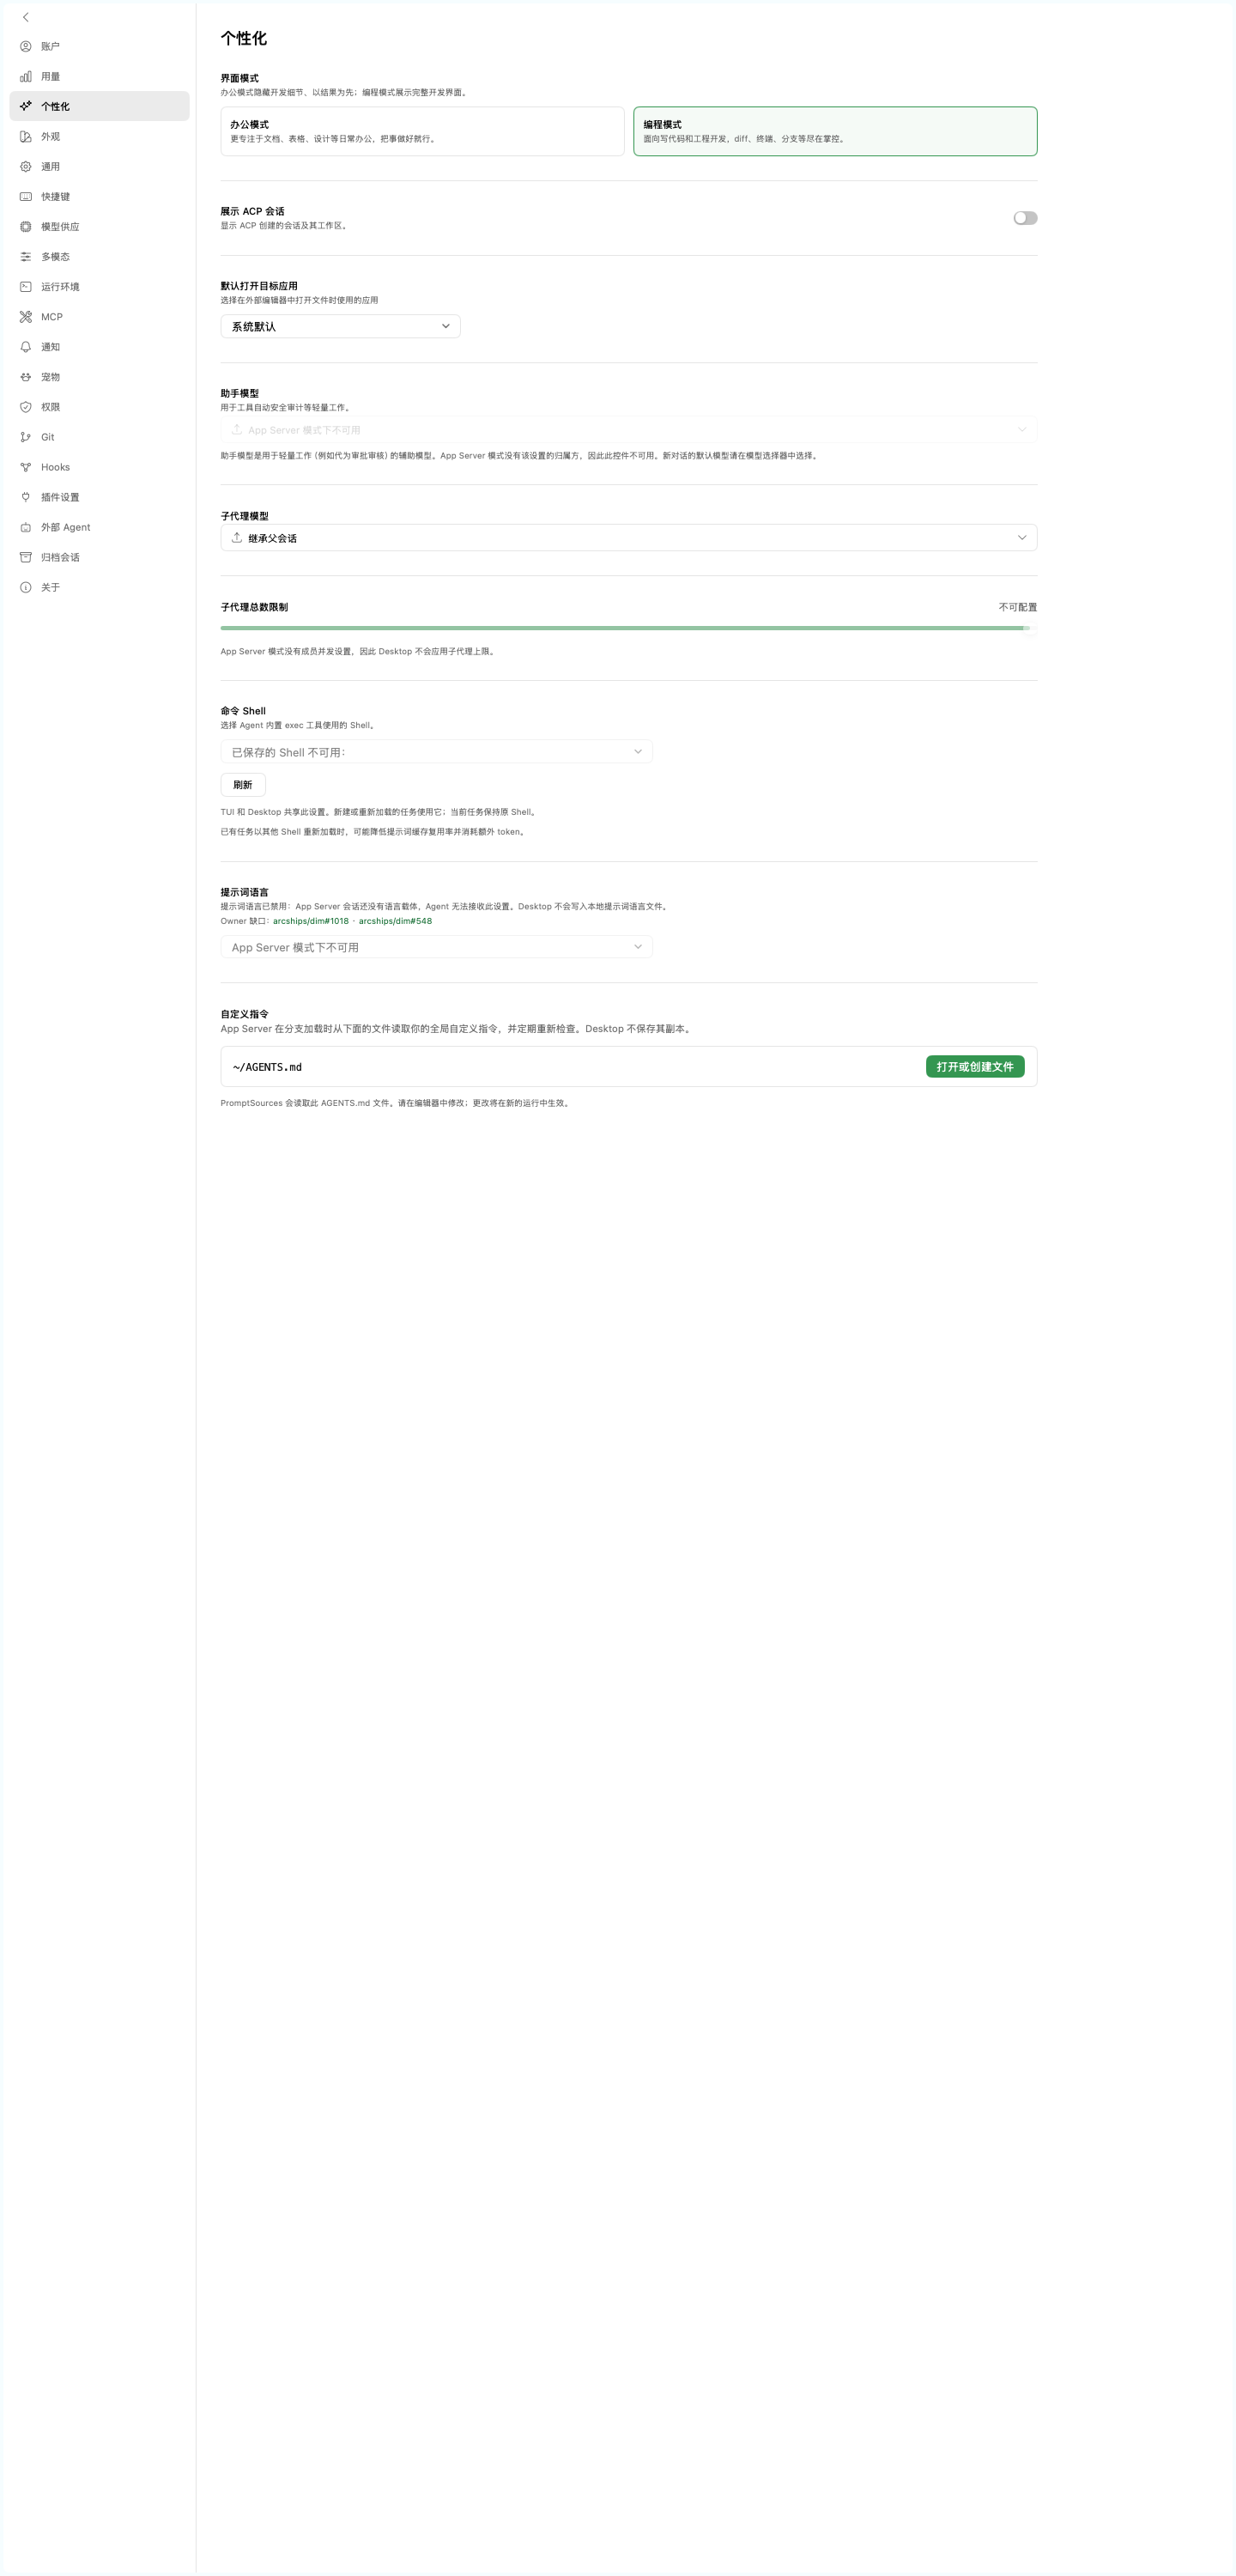 账户
用量
个性化
外观
通用
快捷键
模型供应
多模态
运行环境
MCP
通知
宠物
权限
Git
Hooks
插件设置
外部 Agent
归档会话
关于
个性化
界面模式
办公模式隐藏开发细节、以结果为先；编程模式展示完整开发界面。
办公模式
更专注于文档、表格、设计等日常办公，把事做好就行。
编程模式
面向写代码和工程开发，diff、终端、分支等尽在掌控。
展示 ACP 会话
显示 ACP 创建的会话及其工作区。
默认打开目标应用
选择在外部编辑器中打开文件时使用的应用
系统默认
助手模型
用于工具自动安全审计等轻量工作。
App Server 模式下不可用
助手模型是用于轻量工作 (例如代为审批审核) 的辅助模型。App Server 模式没有该设置的归属方，因此此控件不可用。新对话的默认模型请在模型选择器中选择。
子代理模型
继承父会话
子代理总数限制
不可配置
App Server 模式没有成员并发设置，因此 Desktop 不会应用子代理上限。
命令 Shell
选择 Agent 内置 exec 工具使用的 Shell。
已保存的 Shell 不可用：
刷新
TUI 和 Desktop 共享此设置。新建或重新加载的任务使用它；当前任务保持原 Shell。
已有任务以其他 Shell 重新加载时，可能降低提示词缓存复用率并消耗额外 token。
提示词语言
提示词语言已禁用：App Server 会话还没有语言载体，Agent 无法接收此设置。Desktop 不会写入本地提示词语言文件。
Owner 缺口：arcships/dim#1018 · arcships/dim#548
App Server 模式下不可用
自定义指令
App Server 在分支加载时从下面的文件读取你的全局自定义指令，并定期重新检查。Desktop 不保存其副本。
~/AGENTS.md
打开或创建文件
PromptSources 会读取此 AGENTS.md 文件。请在编辑器中修改；更改将在新的运行中生效。